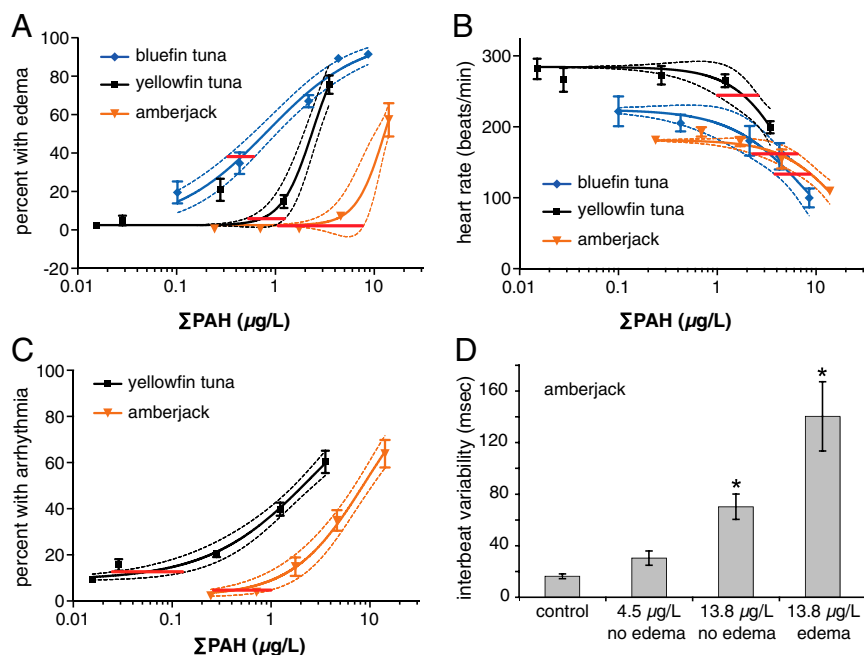 A
bluefin tuna
yellowfin tuna
amberjack
percent with edema
100
80
60
40
20
0
-20
0.01 0.1 1 10
∑PAH (µg/L)
B
heart rate (beats/min)
300
200
100
0
bluefin tuna
yellowfin tuna
amberjack
0.01 0.1 1 10
∑PAH (µg/L)
C
yellowfin tuna
amberjack
percent with arrhythmia
100
80
60
40
20
0
0.01 0.1 1 10
∑PAH (µg/L)
D
amberjack
interbeat variability (msec)
160
120
80
40
0
*
*
control 4.5 µg/L 13.8 µg/L 13.8 µg/L
no edema no edema edema